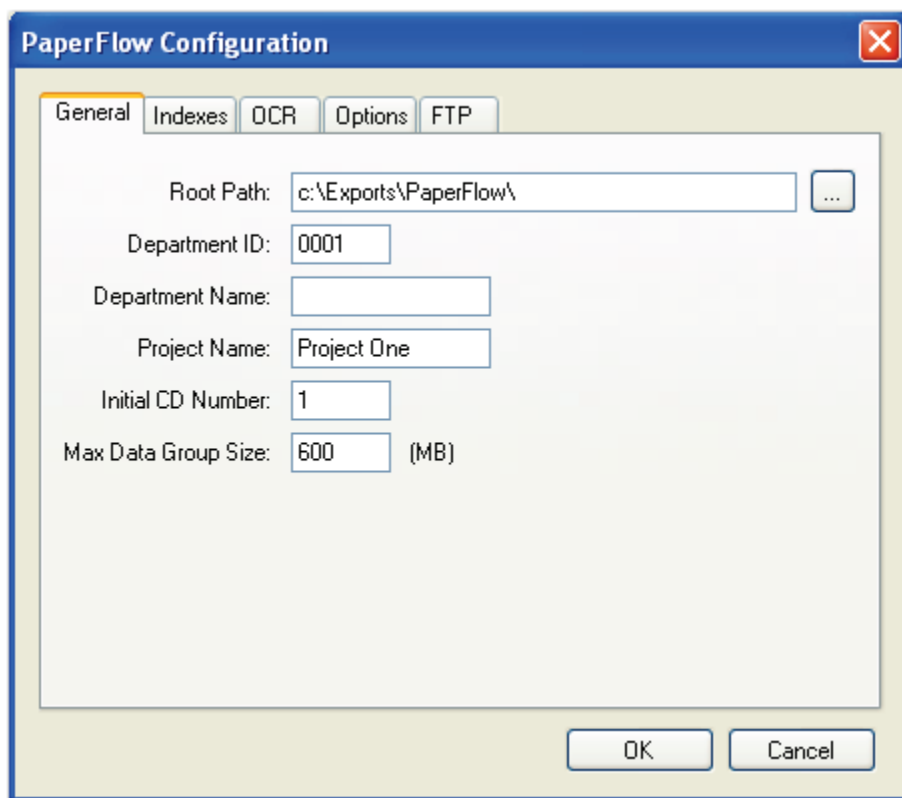 PaperFlow Configuration
General Indexes OCR Options FTP
Root Path: c:\Exports\PaperFlow\ ...
Department ID: 0001
Department Name:
Project Name: Project One
Initial CD Number: 1
Max Data Group Size: 600 (MB)
OK Cancel